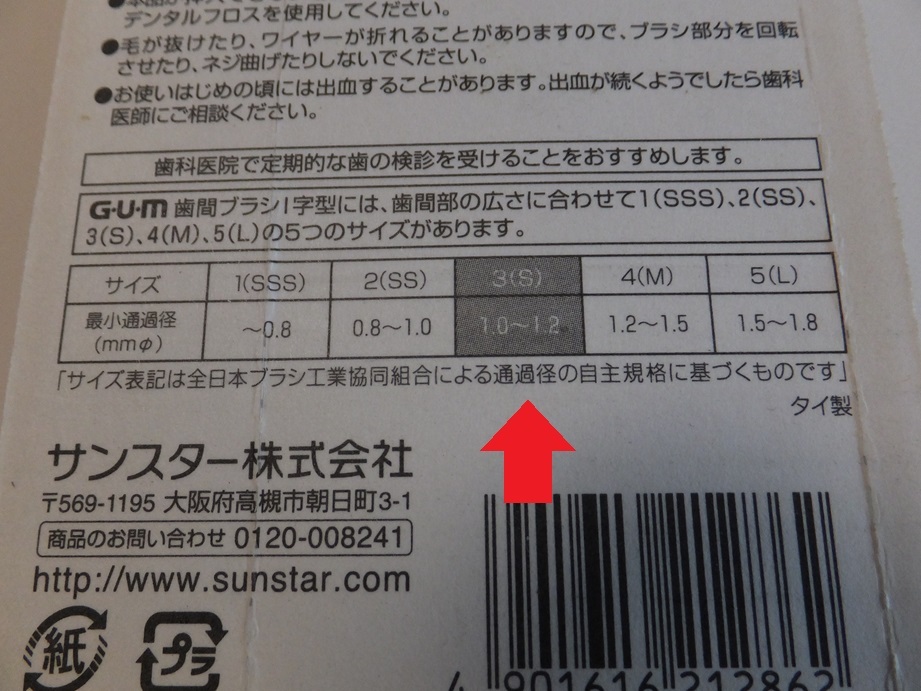 デンタルフロスを使用してください。
●毛が抜けたり、ワイヤーが折れることがありますので、ブラシ部分を回転
させたり、ネジ曲げたりしないでください。
●お使いはじめの頃には出血することがあります。出血が続くようでしたら歯科
医師にご相談ください。
歯科医院で定期的な歯の検診を受けることをおすすめします。
G・U・M 歯間ブラシI字型には、歯間部の広さに合わせて1(SSS)、2(SS)、
3(S)、4(M)、5(L)の5つのサイズがあります。
サイズ 1(SSS) 2(SS) 3(S) 4(M) 5(L)
最小通過径 (mmφ) 〜0.8 0.8〜1.0 1.0〜1.2 1.2〜1.5 1.5〜1.8
「サイズ表記は全日本ブラシ工業協同組合による通過径の自主規格に基づくものです」
タイ製
サンスター株式会社
〒569-1195 大阪府高槻市朝日町3-1
商品のお問い合わせ 0120-008241
http://www.sunstar.com
紙 プラ
4 901616 212862